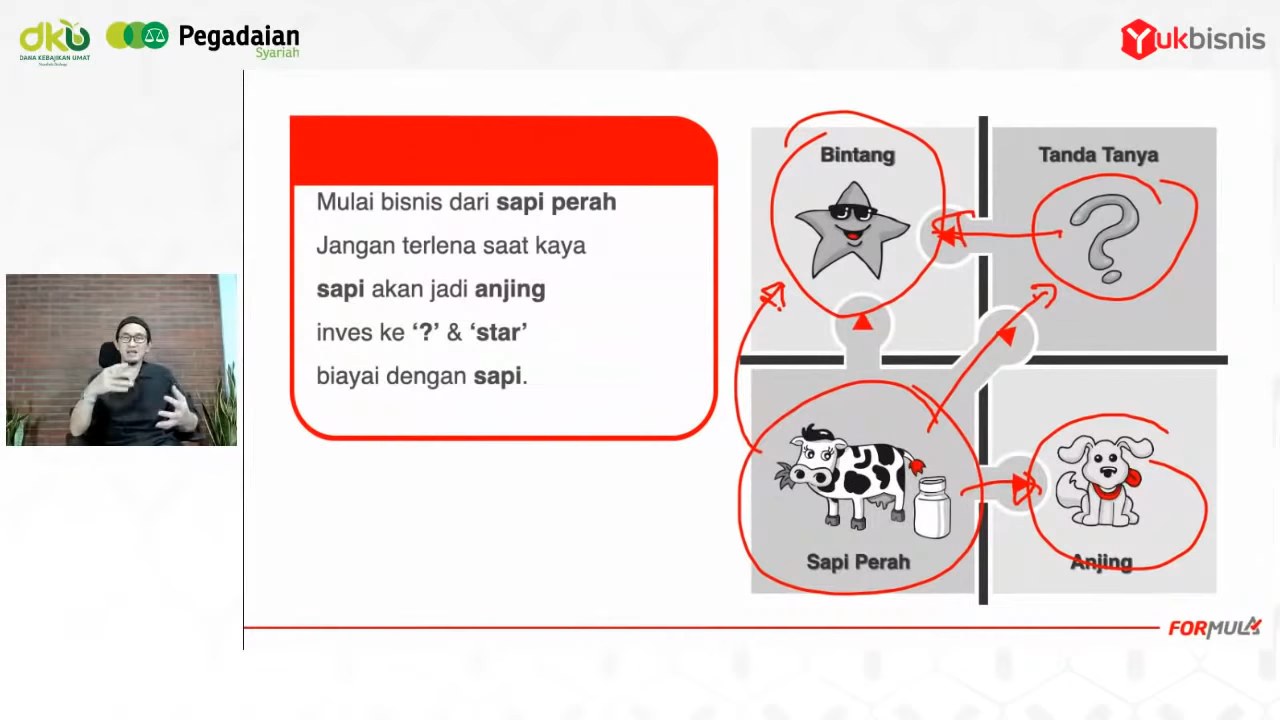 dku
DANA KEBAJIKAN UMAT
Pegadaian
Syariah
Yukbisnis
Mulai bisnis dari sapi perah
Jangan terlena saat kaya
sapi akan jadi anjing
inves ke ‘?’ & ‘star’
biayai dengan sapi.
Bintang
Tanda Tanya
?
Sapi Perah
Anjing
FORMULA